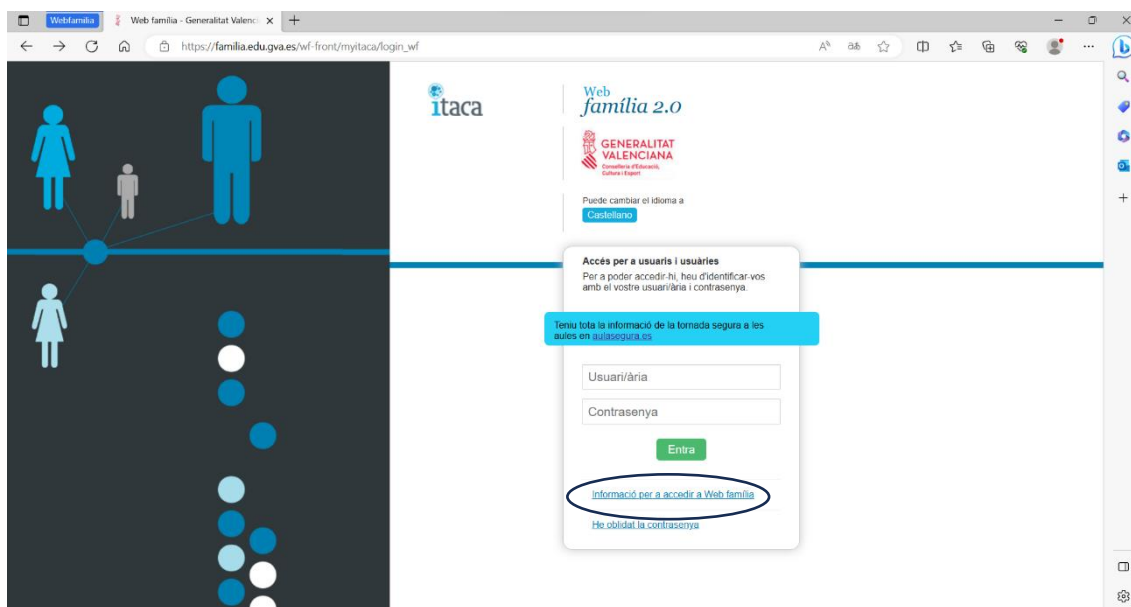 Webfamilia
Web família - Generalitat Valenci
https://familia.edu.gva.es/wf-front/myitaca/login_wf
itaca
Web
família 2.0
GENERALITAT
VALENCIANA
Conselleria d'Educació,
Cultura i Esport
Puede cambiar el idioma a
Castellano
Accés per a usuaris i usuàries
Per a poder accedir-hi, heu d'identificar-vos
amb el vostre usuari/ària i contrasenya.
Teniu tota la informació de la tornada segura a les
aules en aulasegura.es
Usuari/ària
Contrasenya
Entra
Informació per a accedir a Web família
He oblidat la contrasenya